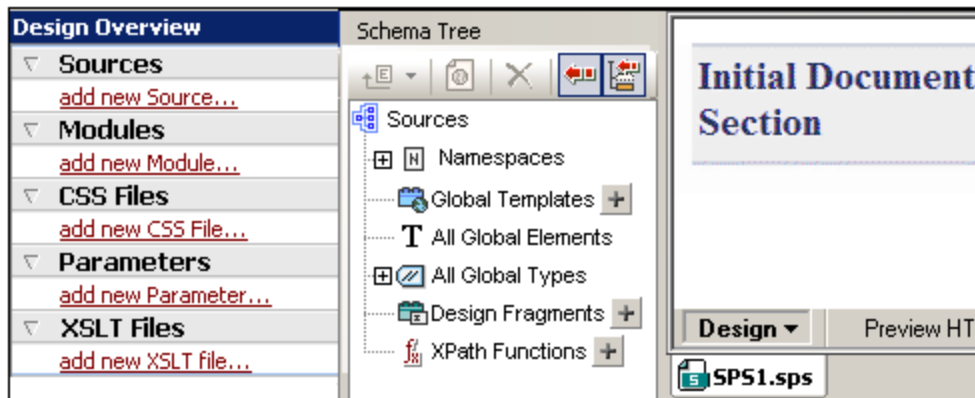 Design Overview
Sources
add new Source...
Modules
add new Module...
CSS Files
add new CSS File...
Parameters
add new Parameter...
XSLT Files
add new XSLT file...
Schema Tree
Sources
Namespaces
Global Templates
All Global Elements
All Global Types
Design Fragments
XPath Functions
Initial Document
Section
Design
Preview HT
SPS1.sps